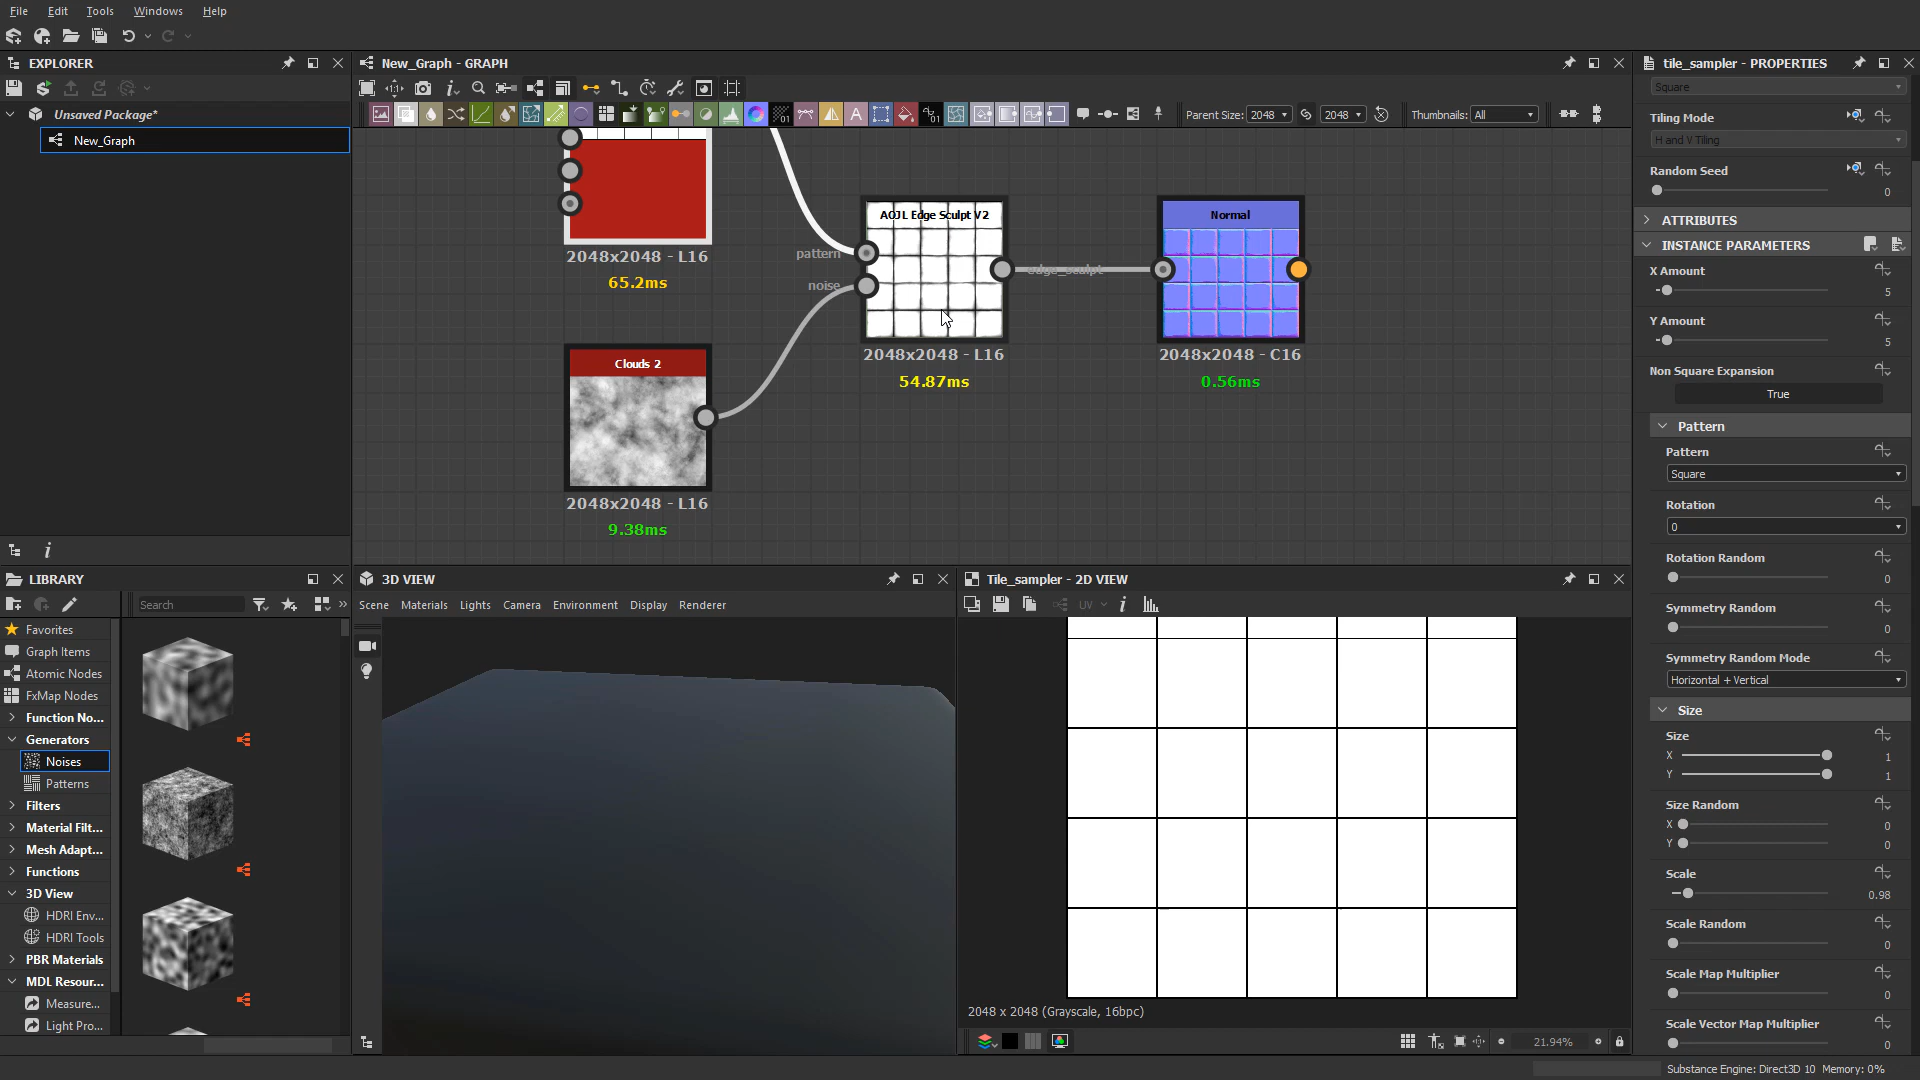 File Edit Tools Windows Help
EXPLORER
Unsaved Package*
New_Graph
New_Graph - GRAPH
Parent Size: 2048 2048 Thumbnails: All
2048x2048 - L16
65.2ms
Clouds 2
2048x2048 - L16
9.38ms
pattern
noise
AOJL Edge Sculpt V2
2048x2048 - L16
54.87ms
edge_sculpt
Normal
2048x2048 - C16
0.56ms
LIBRARY
Search
Favorites
Graph Items
Atomic Nodes
FxMap Nodes
Function No...
Generators
Noises
Patterns
Filters
Material Filt...
Mesh Adapt...
Functions
3D View
HDRI Env...
HDRI Tools
PBR Materials
MDL Resour...
Measure...
Light Pro...
3D VIEW
Scene Materials Lights Camera Environment Display Renderer
Tile_sampler - 2D VIEW
UV
2048 x 2048 (Grayscale, 16bpc)
21.94%
tile_sampler - PROPERTIES
Square
Tiling Mode
H and V Tiling
Random Seed
0
ATTRIBUTES
INSTANCE PARAMETERS
X Amount
5
Y Amount
5
Non Square Expansion
True
Pattern
Pattern
Square
Rotation
0
Rotation Random
0
Symmetry Random
0
Symmetry Random Mode
Horizontal + Vertical
Size
Size
X 1
Y 1
Size Random
X 0
Y 0
Scale
0.98
Scale Random
0
Scale Map Multiplier
0
Scale Vector Map Multiplier
0
Substance Engine: Direct3D 10 Memory: 0%